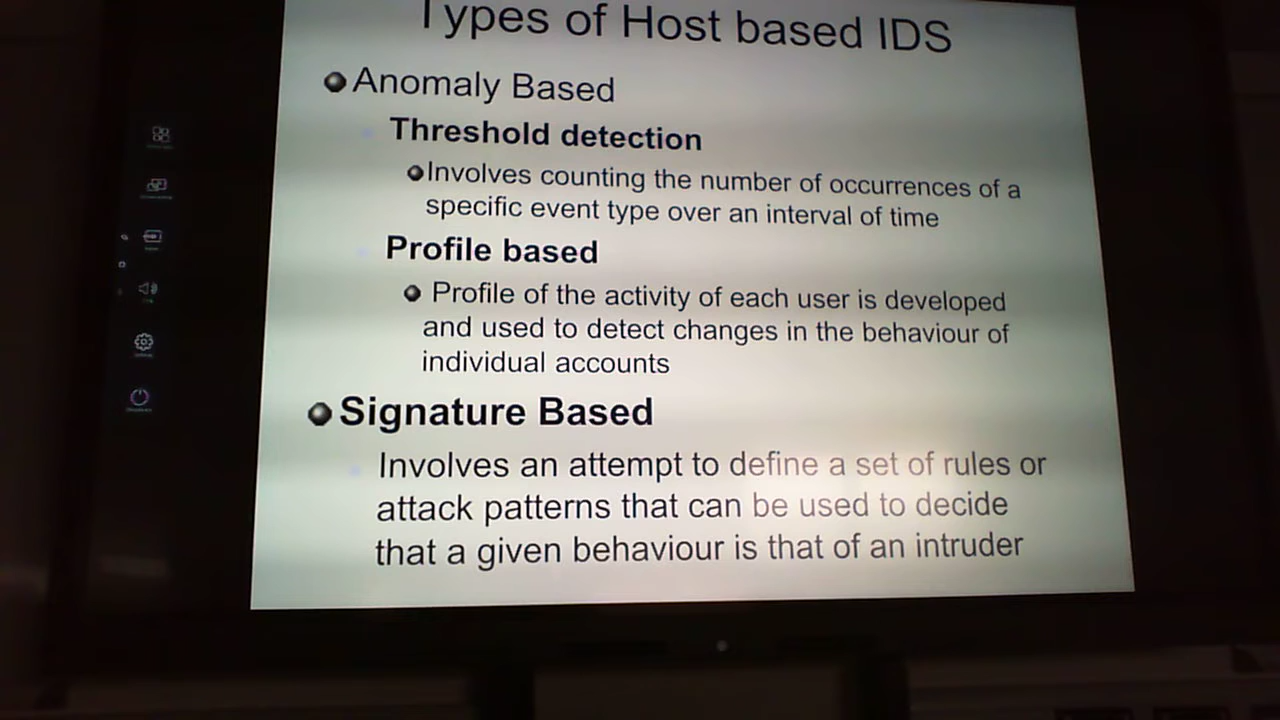 Types of Host based IDS
Anomaly Based
Threshold detection
Involves counting the number of occurrences of a
specific event type over an interval of time
Profile based
Profile of the activity of each user is developed
and used to detect changes in the behaviour of
individual accounts
Signature Based
Involves an attempt to define a set of rules or
attack patterns that can be used to decide
that a given behaviour is that of an intruder